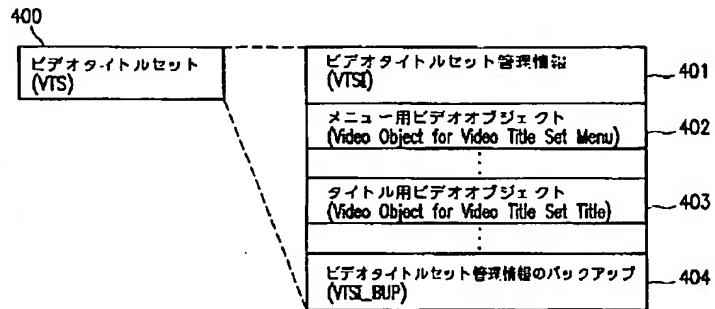 400
ビデオタイトルセット
(VTS)
ビデオタイトルセット管理情報
(VTSI)
401
メニュー用ビデオオブジェクト
(Video Object for Video Title Set Menu)
402
タイトル用ビデオオブジェクト
(Video Object for Video Title Set Title)
403
ビデオタイトルセット管理情報のバックアップ
(VTSI_BUP)
404